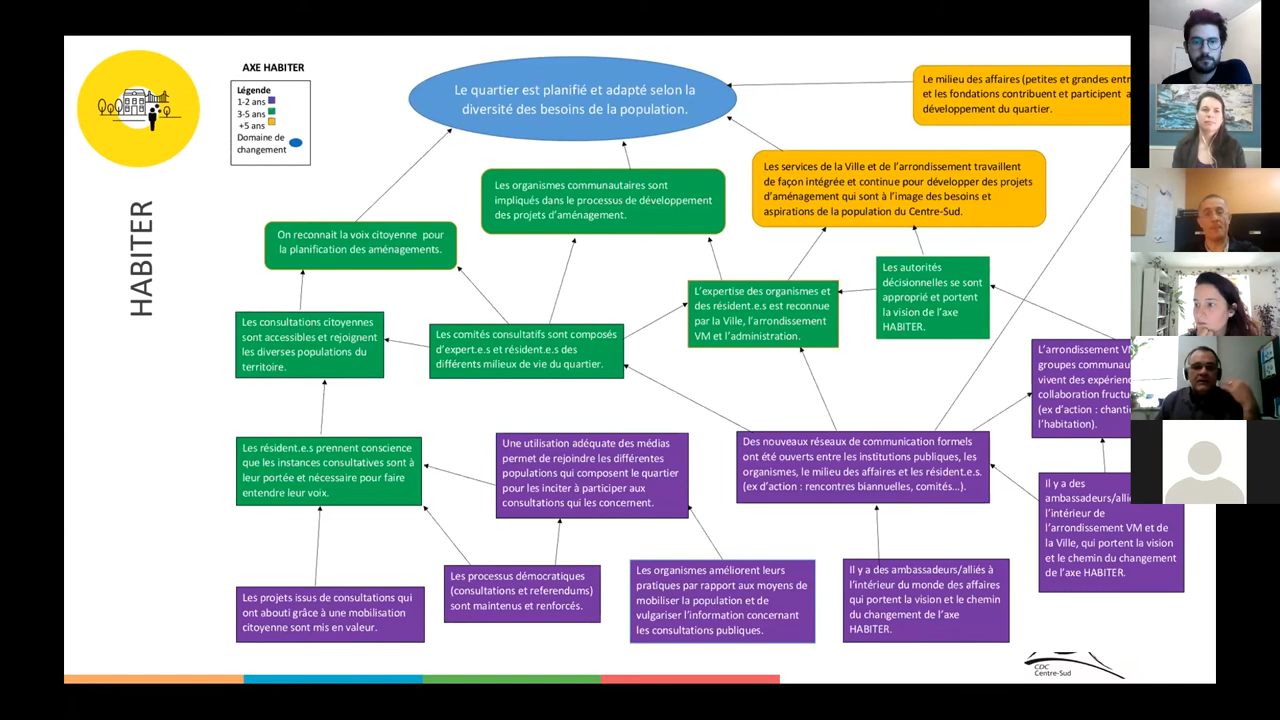 AXE HABITER
Légende
1-2 ans
3-5 ans
+5 ans
Domaine de
changement
HABITER
Le quartier est planifié et adapté selon la
diversité des besoins de la population.
Le milieu des affaires (petites et grandes
et les fondations contribuent et participent
développement du quartier.
Les services de la Ville et de l'arrondissement travaillent
de façon intégrée et continue pour développer des projets
d'aménagement qui sont à l'image des besoins et
aspirations de la population du Centre-Sud.
Les organismes communautaires sont
impliqués dans le processus de développement
des projets d'aménagement.
On reconnait la voix citoyenne pour
la planification des aménagements.
Les autorités
décisionnelles se sont
approprié et portent
la vision de l'axe
HABITER.
L'expertise des organismes et
des résident.e.s est reconnue
par la Ville, l'arrondissement
VM et l'administration.
Les consultations citoyennes
sont accessibles et rejoignent
les diverses populations du
territoire.
Les comités consultatifs sont composés
d'expert.e.s et résident.e.s des
différents milieux de vie du quartier.
L'arrondissement
groupes
vivent des
collaboration
(ex d'action :
l'habitation).
Les résident.e.s prennent conscience
que les instances consultatives sont à
leur portée et nécessaire pour faire
entendre leur voix.
Une utilisation adéquate des médias
permet de rejoindre les différentes
populations qui composent le quartier
pour les inciter à participer aux
consultations qui les concernent.
Des nouveaux réseaux de communication formels
ont été ouverts entre les institutions publiques, les
organismes, le milieu des affaires et les résident.e.s.
(ex d'action : rencontres biannuelles, comités...).
Il y a des
l'intérieur de
l'arrondissement VM et de
la Ville, qui portent la vision
et le chemin du changement
de l'axe HABITER.
Les projets issus de consultations qui
ont abouti grâce à une mobilisation
citoyenne sont mis en valeur.
Les processus démocratiques
(consultations et referendums)
sont maintenus et renforcés.
Les organismes améliorent leurs
pratiques par rapport aux moyens de
mobiliser la population et de
vulgariser l'information concernant
les consultations publiques.
Il y a des ambassadeurs/alliés à
l'intérieur du monde des affaires
qui portent la vision et le chemin
du changement de l'axe
HABITER.
CDC
Centre-Sud